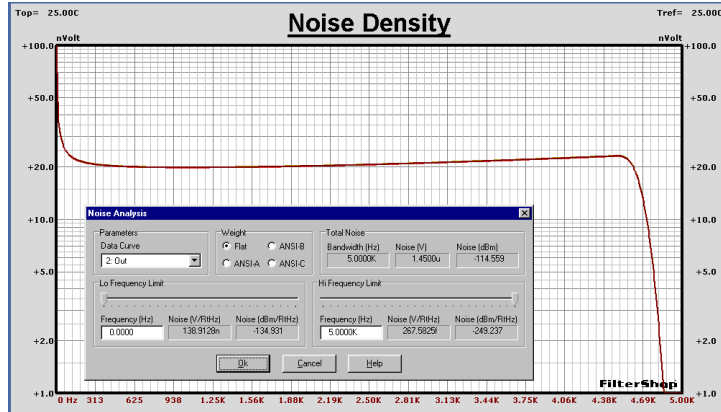 Top= 25.00C
Noise Density
Tref= 25.00C
nVolt
nVolt
+100.0
+100.0
+50.0
+50.0
+20.0
+20.0
+10.0
+10.0
+5.0
+5.0
+2.0
+2.0
+1.0
+1.0
Noise Analysis
Parameters
Data Curve
2: Out
Weight
Flat
ANSI-B
ANSI-A
ANSI-C
Total Noise
Bandwidth (Hz)
Noise (V)
Noise (dBm)
5.0000K
1.4500u
-114.559
Lo Frequency Limit
Frequency (Hz)
Noise (V/RtHz)
Noise (dBm/RtHz)
0.0000
138.9128n
-134.931
Hi Frequency Limit
Frequency (Hz)
Noise (V/RtHz)
Noise (dBm/RtHz)
5.0000K
267.5825f
-249.237
Ok
Cancel
Help
FilterShop
0 Hz 313 625 938 1.25K 1.56K 1.88K 2.19K 2.50K 2.81K 3.13K 3.44K 3.75K 4.06K 4.38K 4.69K 5.00K